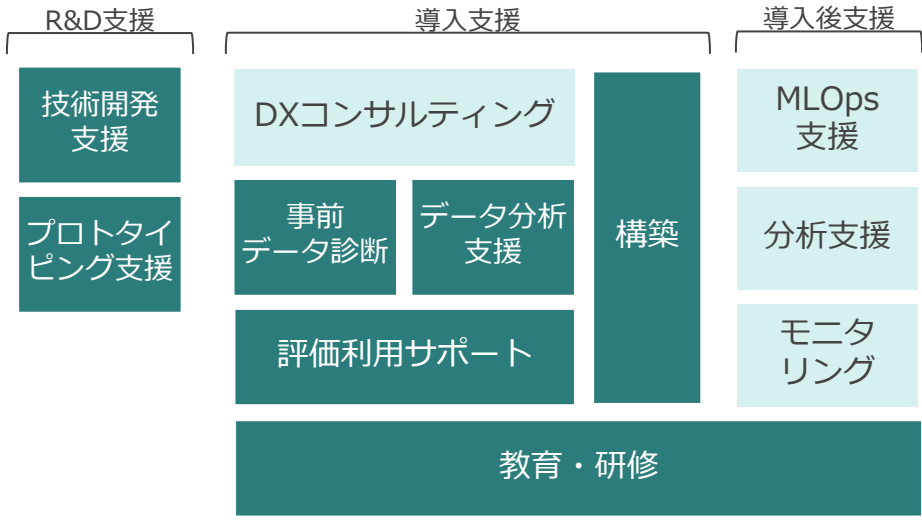 R&D支援
導入支援
導入後支援
技術開発
支援
プロトタイ
ピング支援
DXコンサルティング
事前
データ診断
データ分析
支援
評価利用サポート
構築
MLOps
支援
分析支援
モニタ
リング
教育・研修